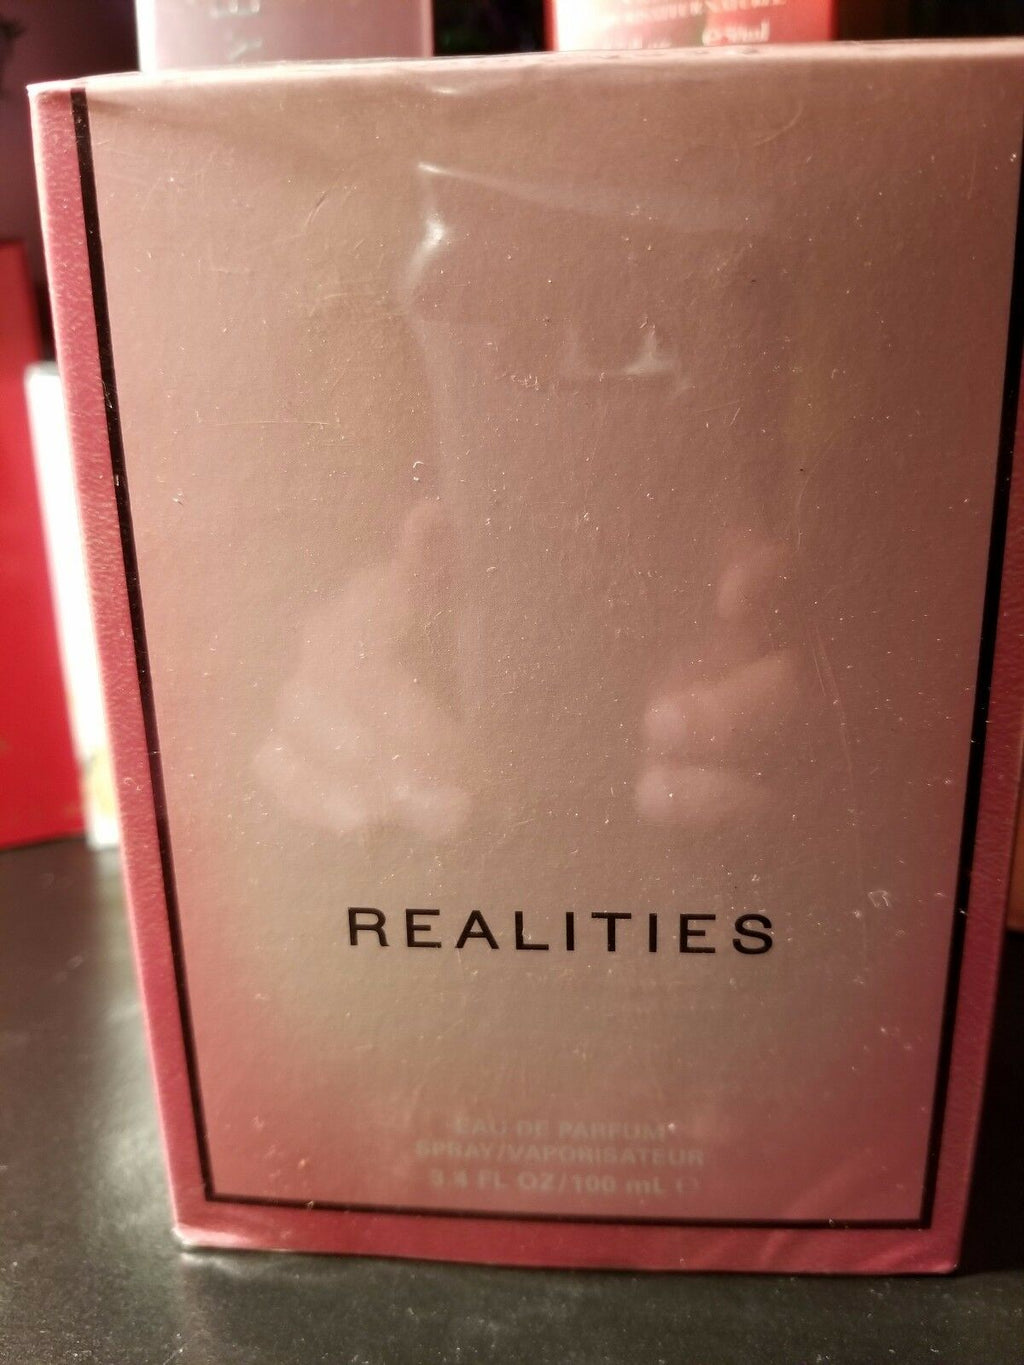 REALITIES
EAU DE PARFUM
SPRAY/VAPORISATEUR
3.4 FL OZ/100 mL ℮